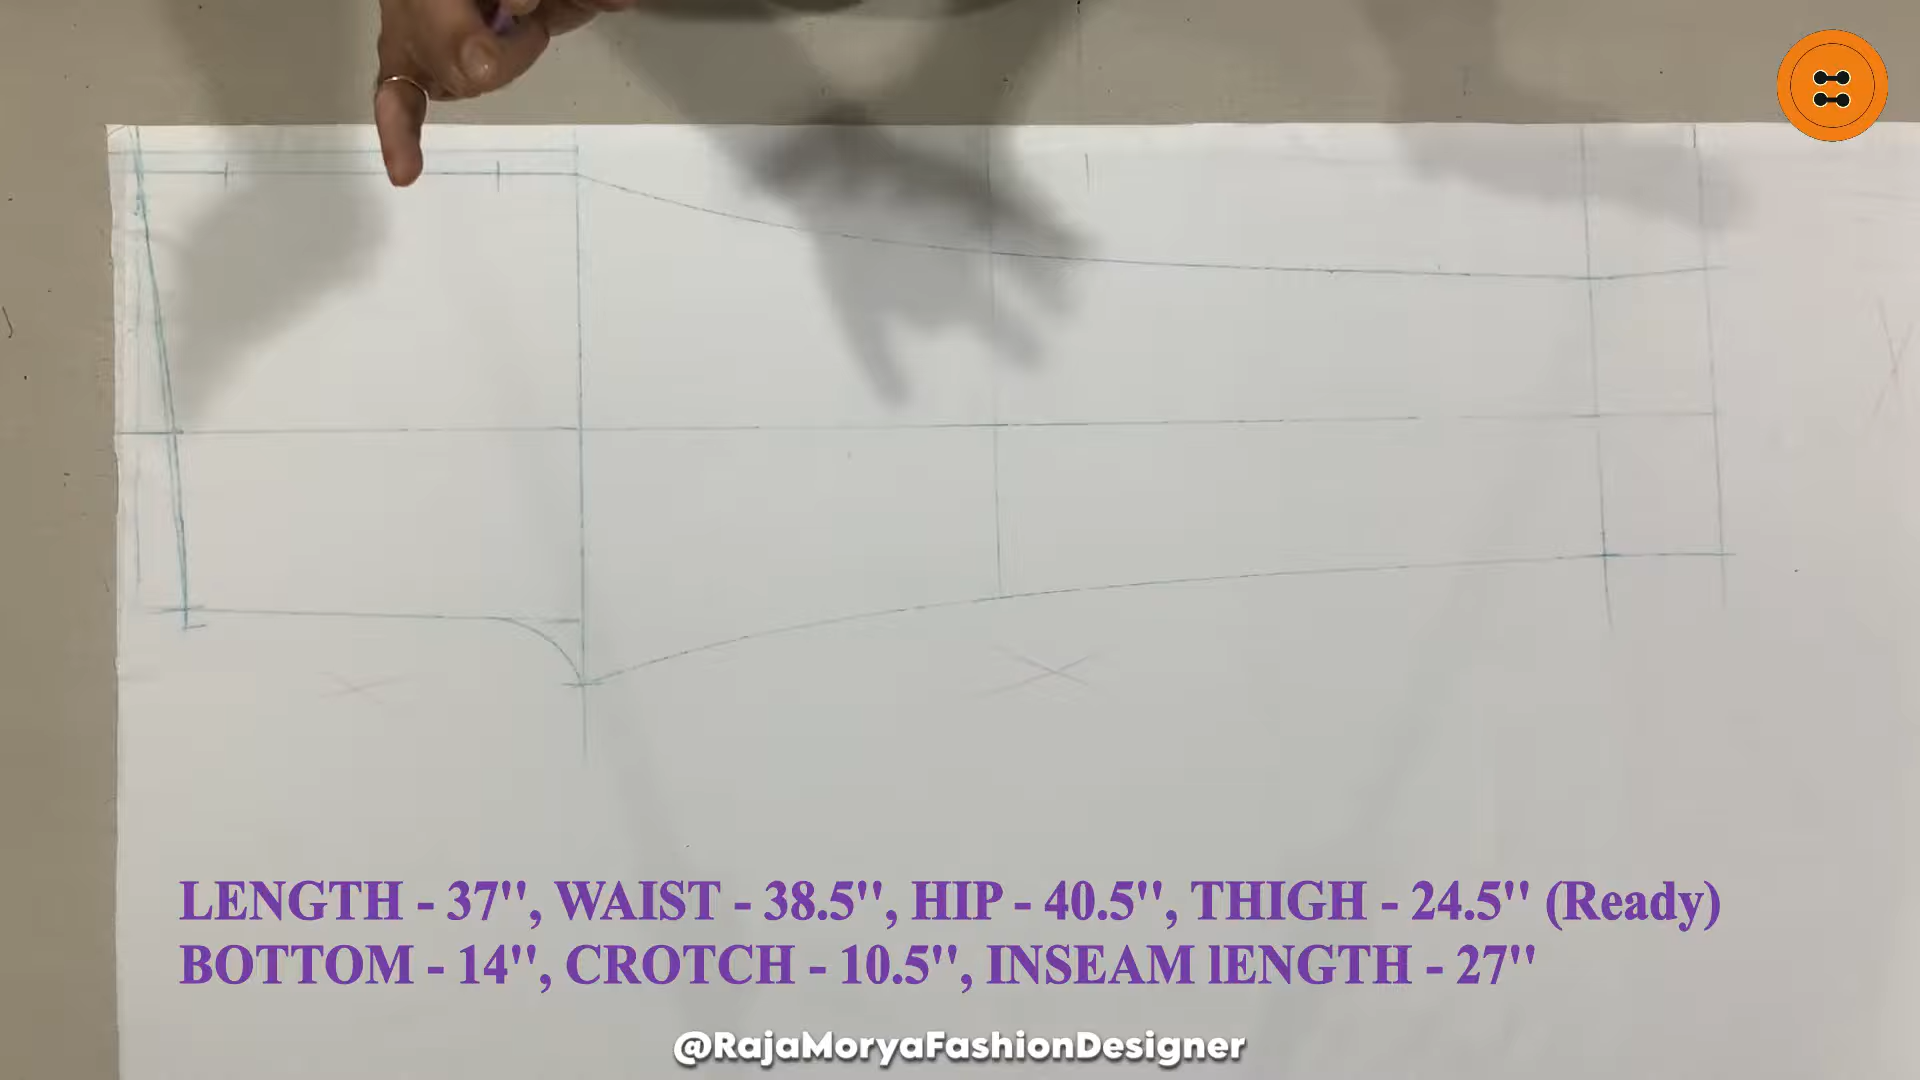 LENGTH - 37'', WAIST - 38.5'', HIP - 40.5'', THIGH - 24.5'' (Ready)
BOTTOM - 14'', CROTCH - 10.5'', INSEAM lENGTH - 27''
@RajaMoryaFashionDesigner